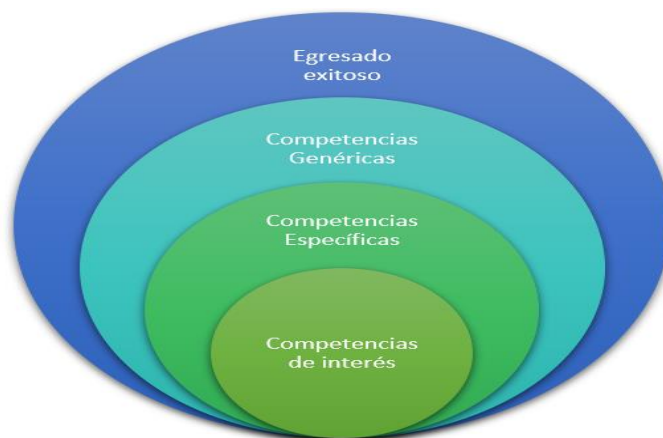 Egresado
exitoso
Competencias
Genéricas
Competencias
Específicas
Competencias
de interés